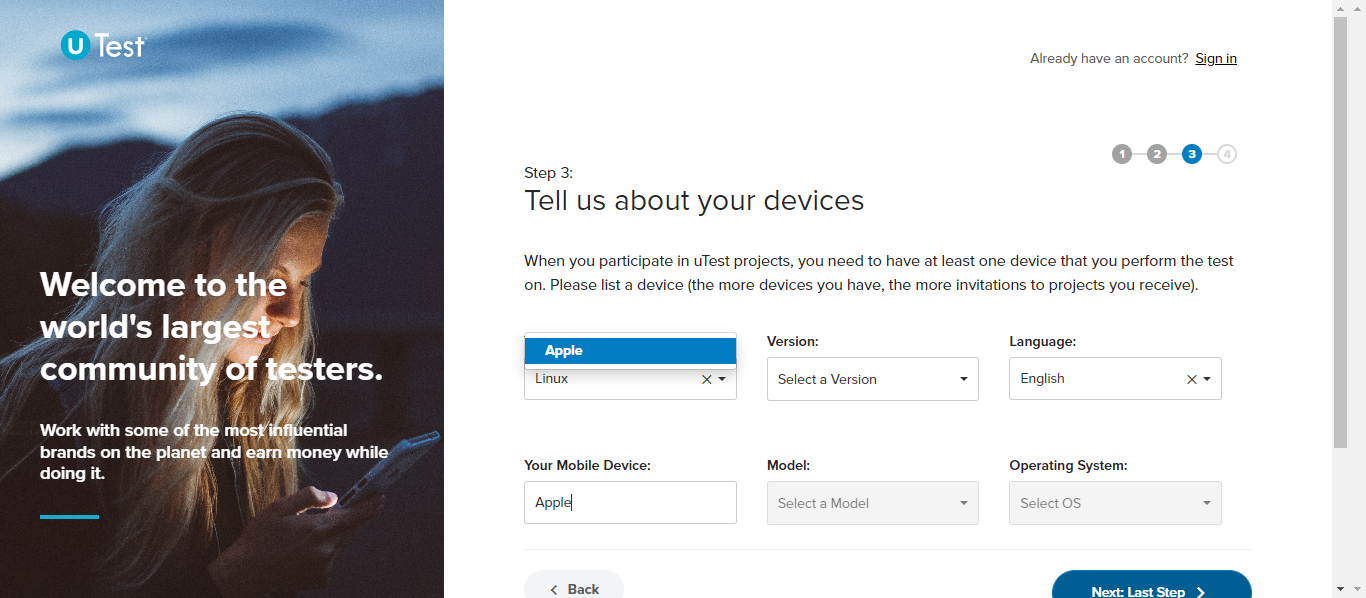 U Test
Already have an account? Sign in
1 2 3 4
Step 3:
Tell us about your devices
When you participate in uTest projects, you need to have at least one device that you perform the test
on. Please list a device (the more devices you have, the more invitations to projects you receive).
Apple
Linux
Version:
Select a Version
Language:
English
Your Mobile Device:
Apple
Model:
Select a Model
Operating System:
Select OS
Back
Next: Last Step
Welcome to the
world's largest
community of testers.
Work with some of the most influential
brands on the planet and earn money while
doing it.